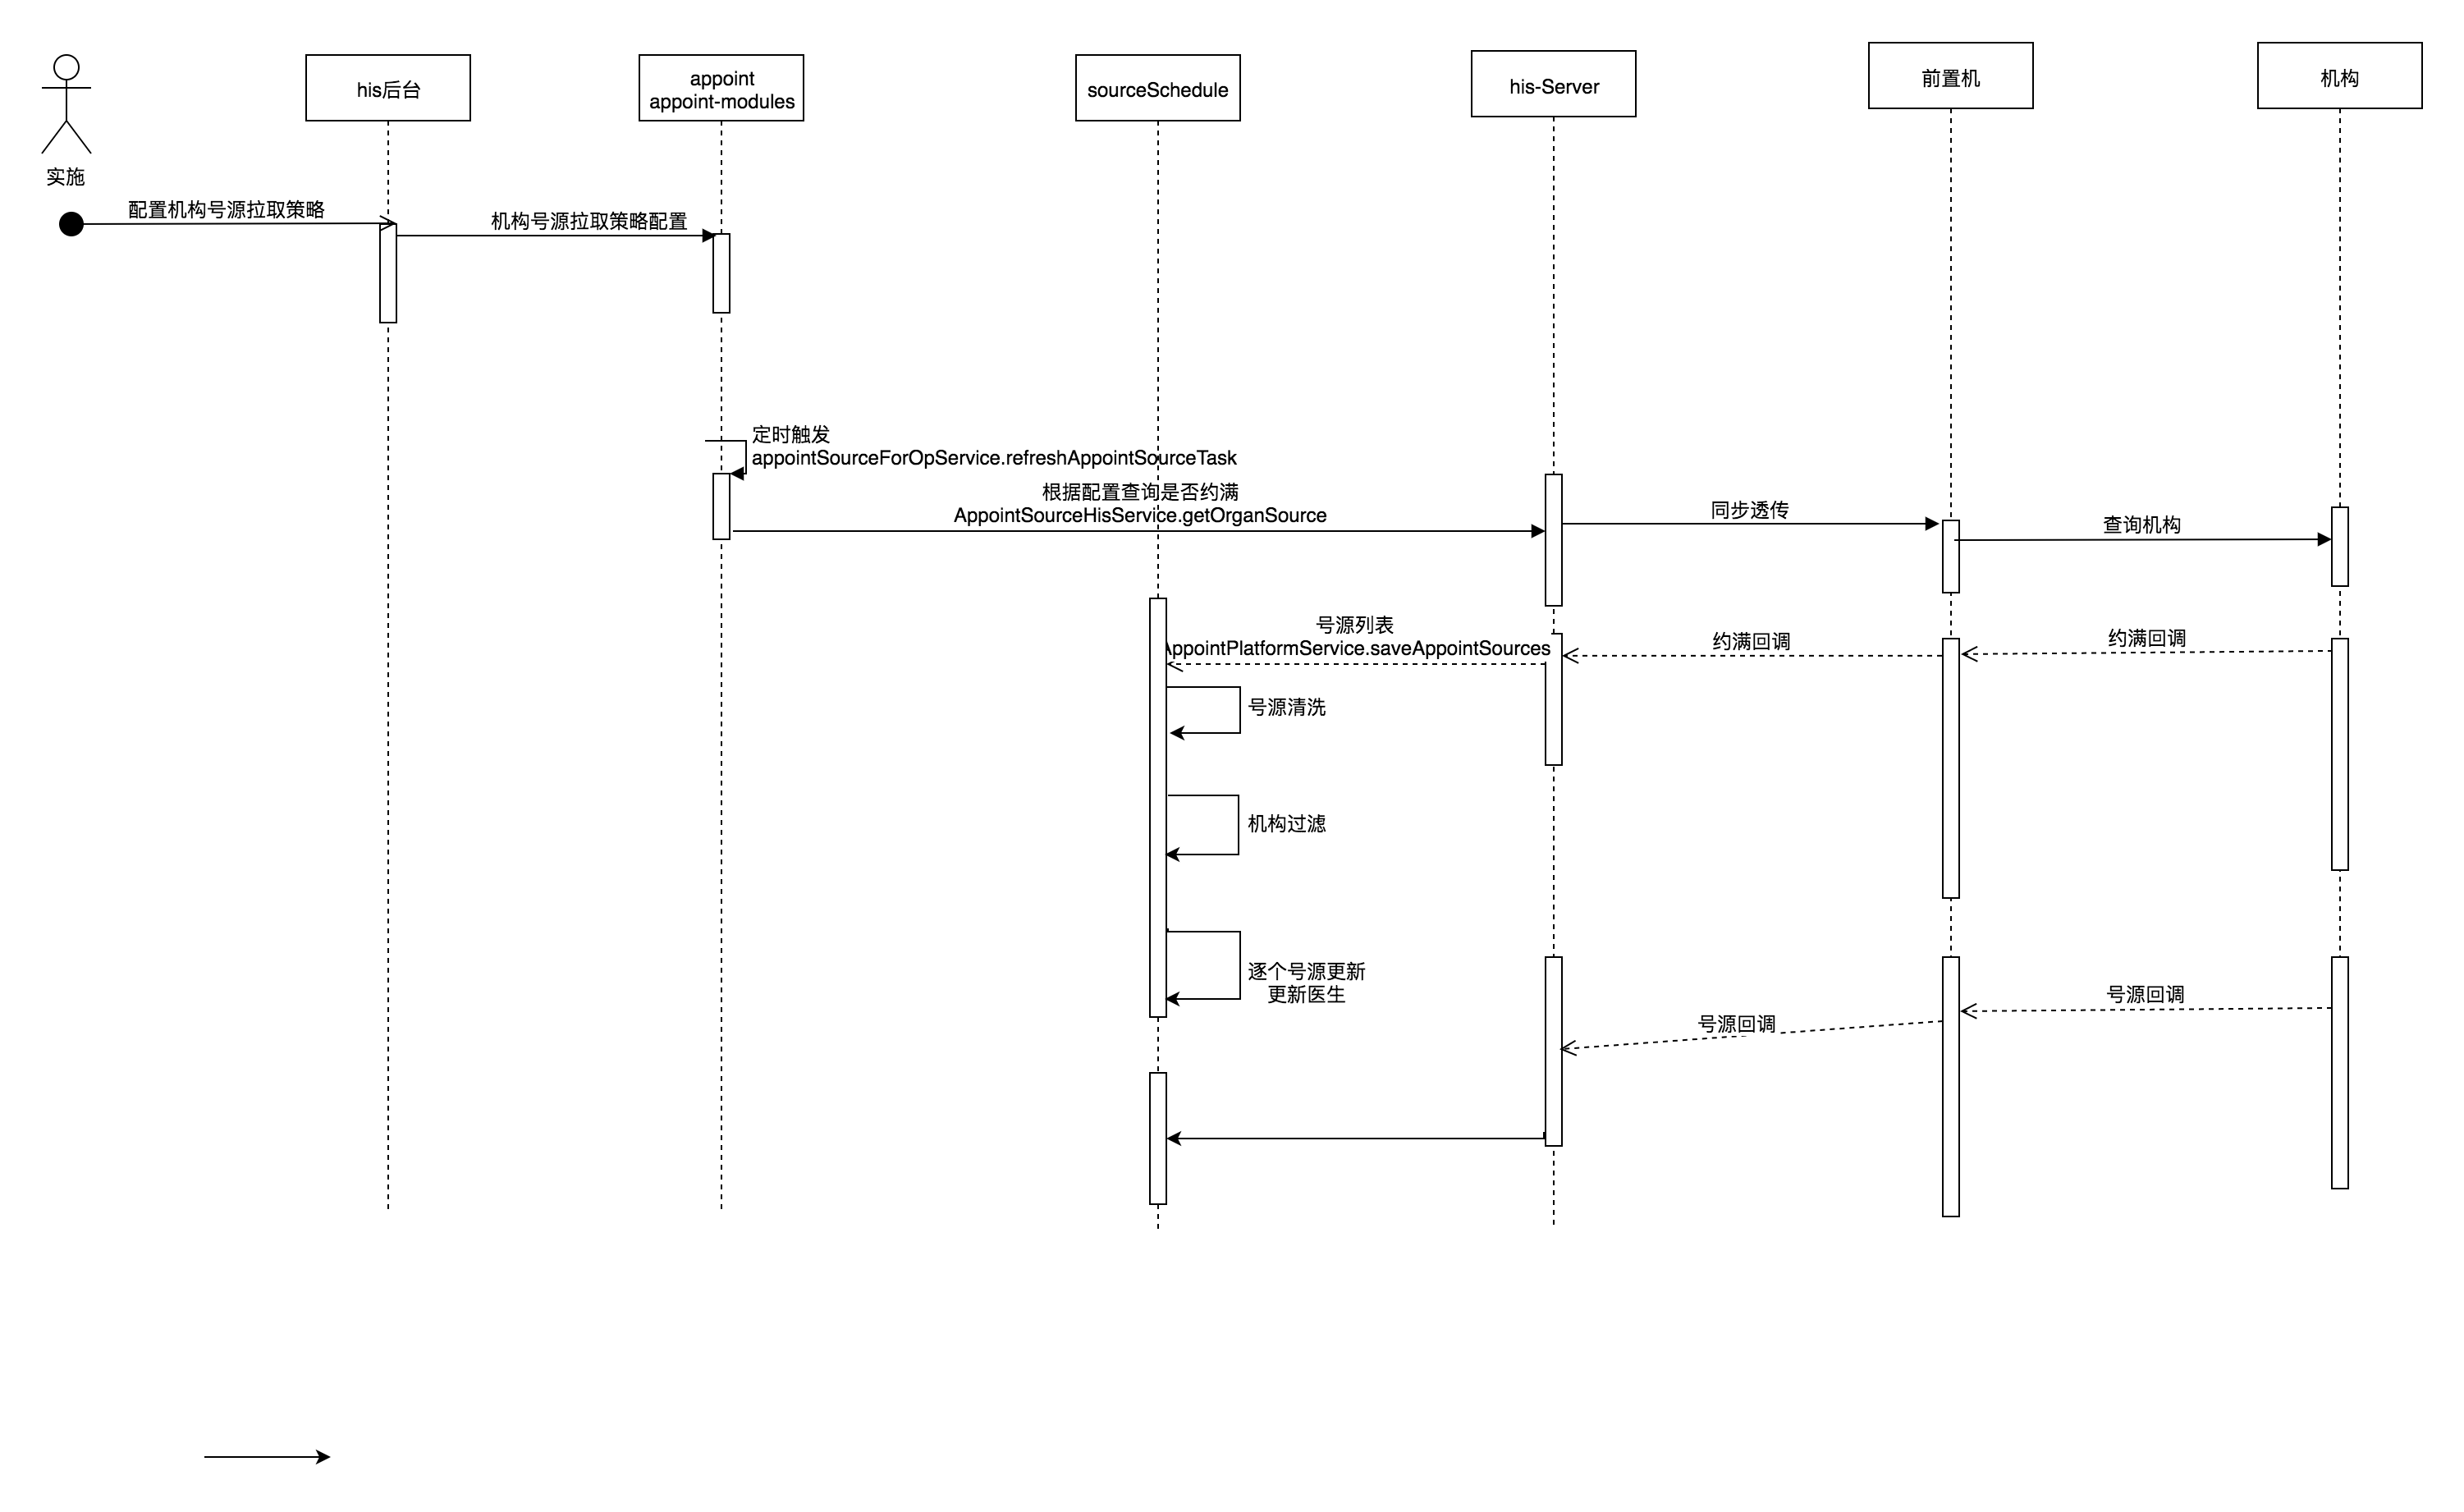 his后台
appoint
appoint-modules
sourceSchedule
his-Server
前置机
机构
实施
配置机构号源拉取策略
机构号源拉取策略配置
定时触发
appointSourceForOpService.refreshAppointSourceTask
根据配置查询是否约满
AppointSourceHisService.getOrganSource
同步透传
查询机构
号源列表
AppointPlatformService.saveAppointSources
约满回调
约满回调
号源清洗
机构过滤
逐个号源更新
更新医生
号源回调
号源回调